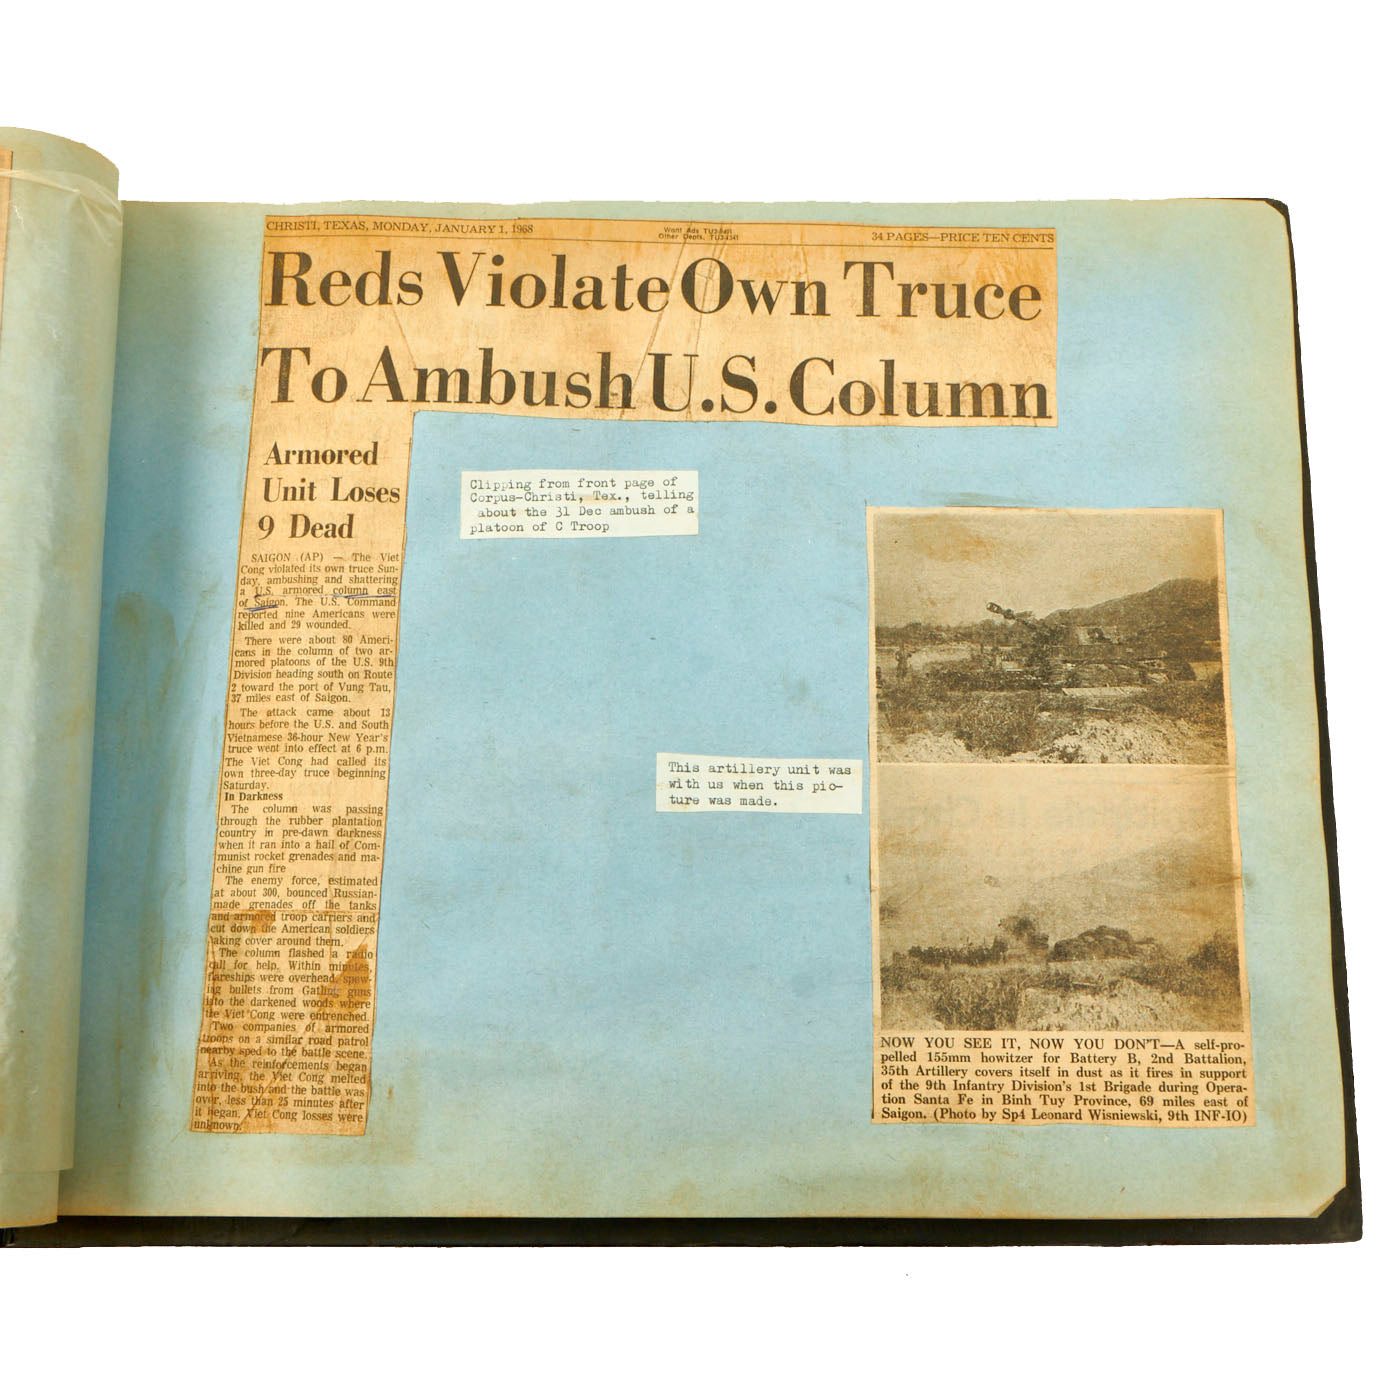 CHRISTI, TEXAS, MONDAY, JANUARY 1, 1968
Want Ads TU2-8411
Other Depts. TU2-4341
34 PAGES—PRICE TEN CENTS
Reds Violate Own Truce
To Ambush U.S. Column
Armored
Unit Loses
9 Dead
SAIGON (AP) — The Viet
Cong violated its own truce Sun-
day, ambushing and shattering
a U.S. armored column east
of Saigon. The U.S. Command
reported nine Americans were
killed and 29 wounded.
There were about 80 Ameri-
cans in the column of two ar-
mored platoons of the U.S. 9th
Division heading south on Route
2 toward the port of Vung Tau,
37 miles east of Saigon.
The attack came about 13
hours before the U.S. and South
Vietnamese 36-hour New Year's
truce went into effect at 6 p.m.
The Viet Cong had called its
own three-day truce beginning
Saturday.
In Darkness
The column was passing
through the rubber plantation
country in pre-dawn darkness
when it ran into a hail of Com-
munist rocket grenades and ma-
chine gun fire
The enemy force, estimated
at about 300, bounced Russian-
made grenades off the tanks
and armored troop carriers and
cut down the American soldiers
taking cover around them.
The column flashed a radio
call for help. Within minutes,
flareships were overhead, spew-
ing bullets from Gatling guns
into the darkened woods where
the Viet Cong were entrenched.
Two companies of armored
troops on a similar road patrol
nearby sped to the battle scene.
As the reinforcements began
arriving, the Viet Cong melted
into the bush and the battle was
over, less than 25 minutes after
it began. Viet Cong losses were
unknown.
Clipping from front page of
Corpus-Christi, Tex., telling
about the 31 Dec ambush of a
platoon of C Troop
This artillery unit was
with us when this pic-
ture was made.
NOW YOU SEE IT, NOW YOU DON'T—A self-pro-
pelled 155mm howitzer for Battery B, 2nd Battalion,
35th Artillery covers itself in dust as it fires in support
of the 9th Infantry Division's 1st Brigade during Opera-
tion Santa Fe in Binh Tuy Province, 69 miles east of
Saigon. (Photo by Sp4 Leonard Wisniewski, 9th INF-IO)